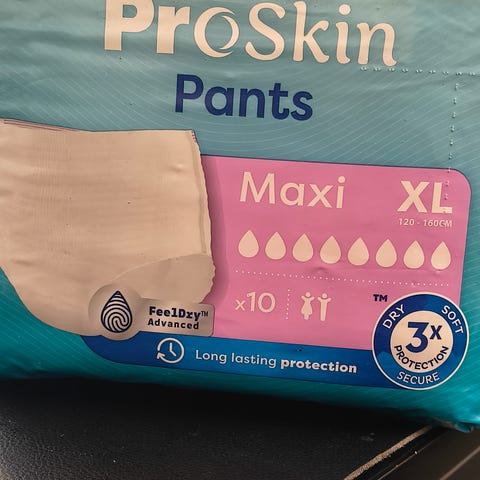 ProSkin
Pants
Maxi
XL
120 - 160CM
x10
FeelDry™
Advanced
Long lasting protection
™
DRY
SOFT
3x
PROTECTION
SECURE